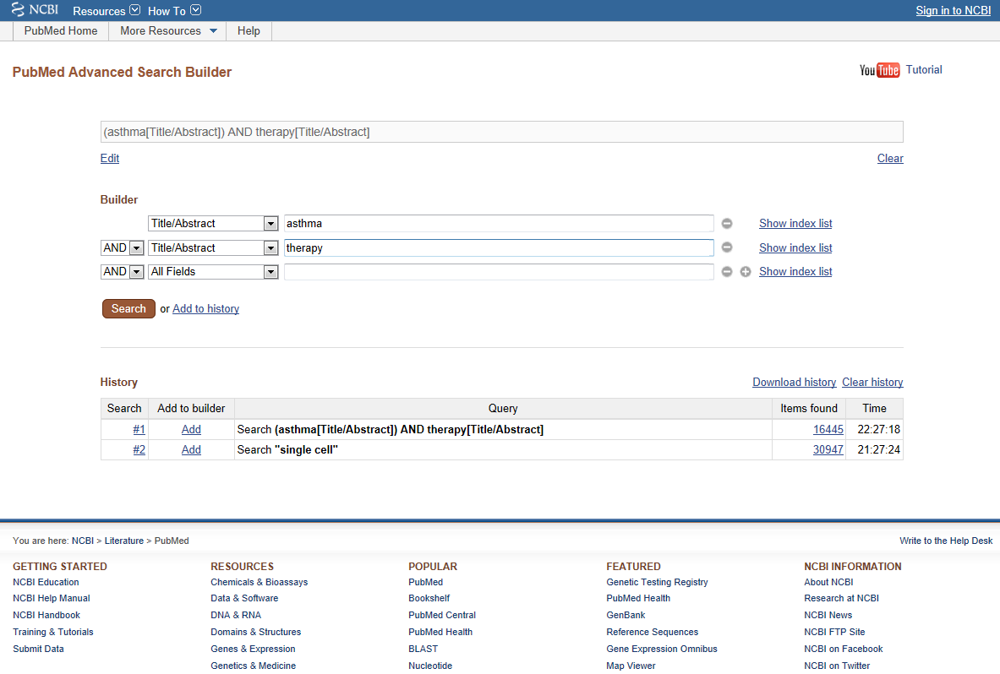 NCBI Resources How To Sign in to NCBI
PubMed Home More Resources Help
PubMed Advanced Search Builder
YouTube Tutorial
(asthma[Title/Abstract]) AND therapy[Title/Abstract]
Edit Clear
Builder
Title/Abstract asthma Show index list
AND Title/Abstract therapy Show index list
AND All Fields Show index list
Search or Add to history
History Download history Clear history
Search Add to builder Query Items found Time
#1 Add Search (asthma[Title/Abstract]) AND therapy[Title/Abstract] 16445 22:27:18
#2 Add Search "single cell" 30947 21:27:24
You are here: NCBI > Literature > PubMed Write to the Help Desk
GETTING STARTED RESOURCES POPULAR FEATURED NCBI INFORMATION
NCBI Education Chemicals & Bioassays PubMed Genetic Testing Registry About NCBI
NCBI Help Manual Data & Software Bookshelf PubMed Health Research at NCBI
NCBI Handbook DNA & RNA PubMed Central GenBank NCBI News
Training & Tutorials Domains & Structures PubMed Health Reference Sequences NCBI FTP Site
Submit Data Genes & Expression BLAST Gene Expression Omnibus NCBI on Facebook
Genetics & Medicine Nucleotide Map Viewer NCBI on Twitter